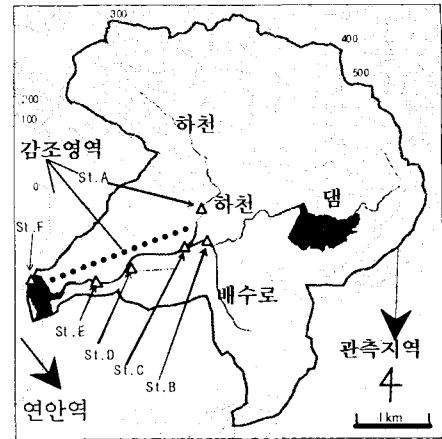 300
400
500
200
100
0
하천
감조영역
St.A
하천
댐
St.F
배수로
St.E
St.D
St.C
St.B
관측지역
연안역
1km